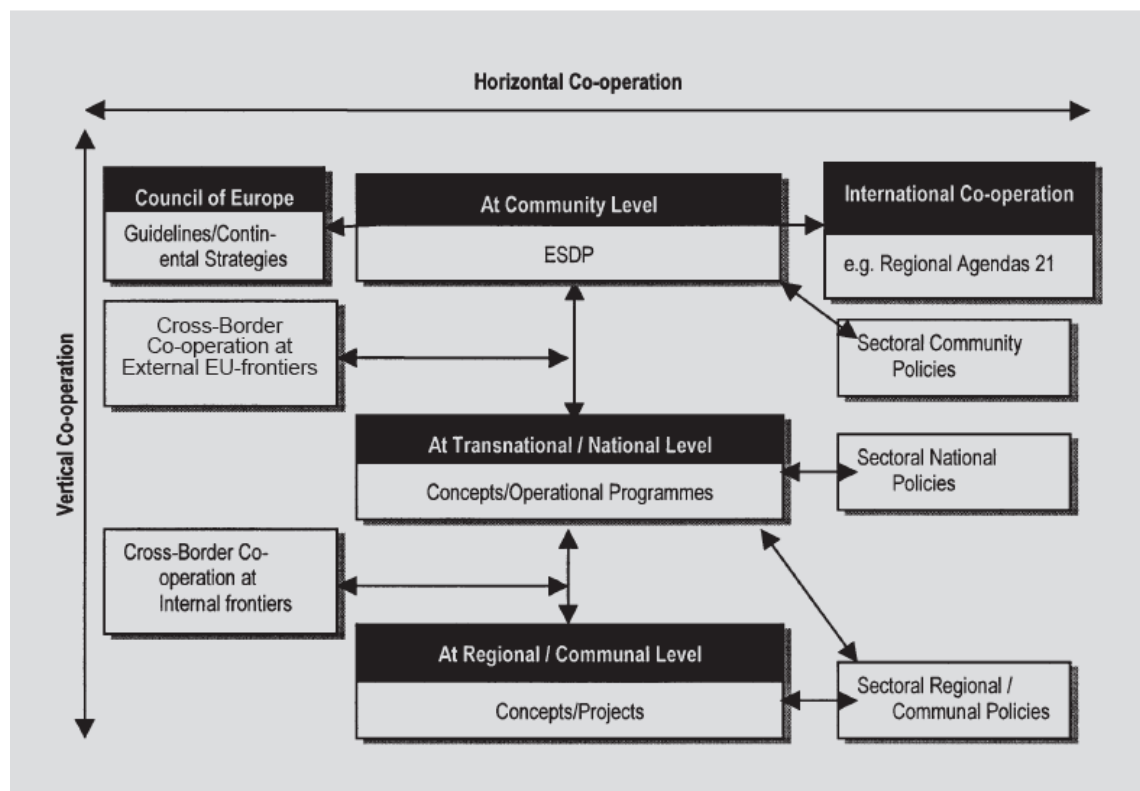 Horizontal Co-operation
Vertical Co-operation
Council of Europe
Guidelines/Contin-
ental Strategies
At Community Level
ESDP
International Co-operation
e.g. Regional Agendas 21
Cross-Border
Co-operation at
External EU-frontiers
Sectoral Community
Policies
At Transnational / National Level
Concepts/Operational Programmes
Sectoral National
Policies
Cross-Border Co-
operation at
Internal frontiers
At Regional / Communal Level
Concepts/Projects
Sectoral Regional /
Communal Policies